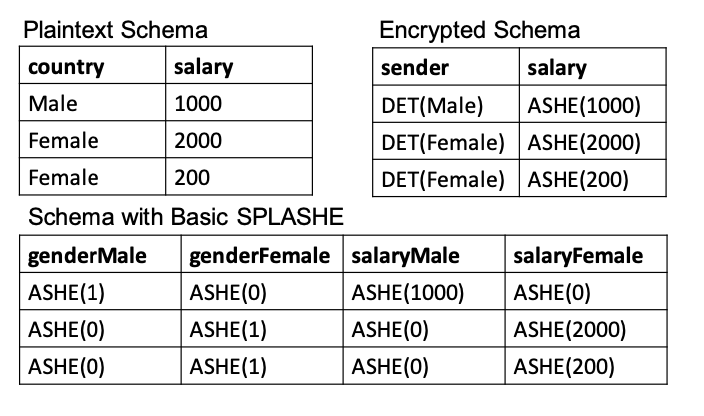 Plaintext Schema
country salary
Male 1000
Female 2000
Female 200
Encrypted Schema
sender salary
DET(Male) ASHE(1000)
DET(Female) ASHE(2000)
DET(Female) ASHE(200)
Schema with Basic SPLASHE
genderMale genderFemale salaryMale salaryFemale
ASHE(1) ASHE(0) ASHE(1000) ASHE(0)
ASHE(0) ASHE(1) ASHE(0) ASHE(2000)
ASHE(0) ASHE(1) ASHE(0) ASHE(200)